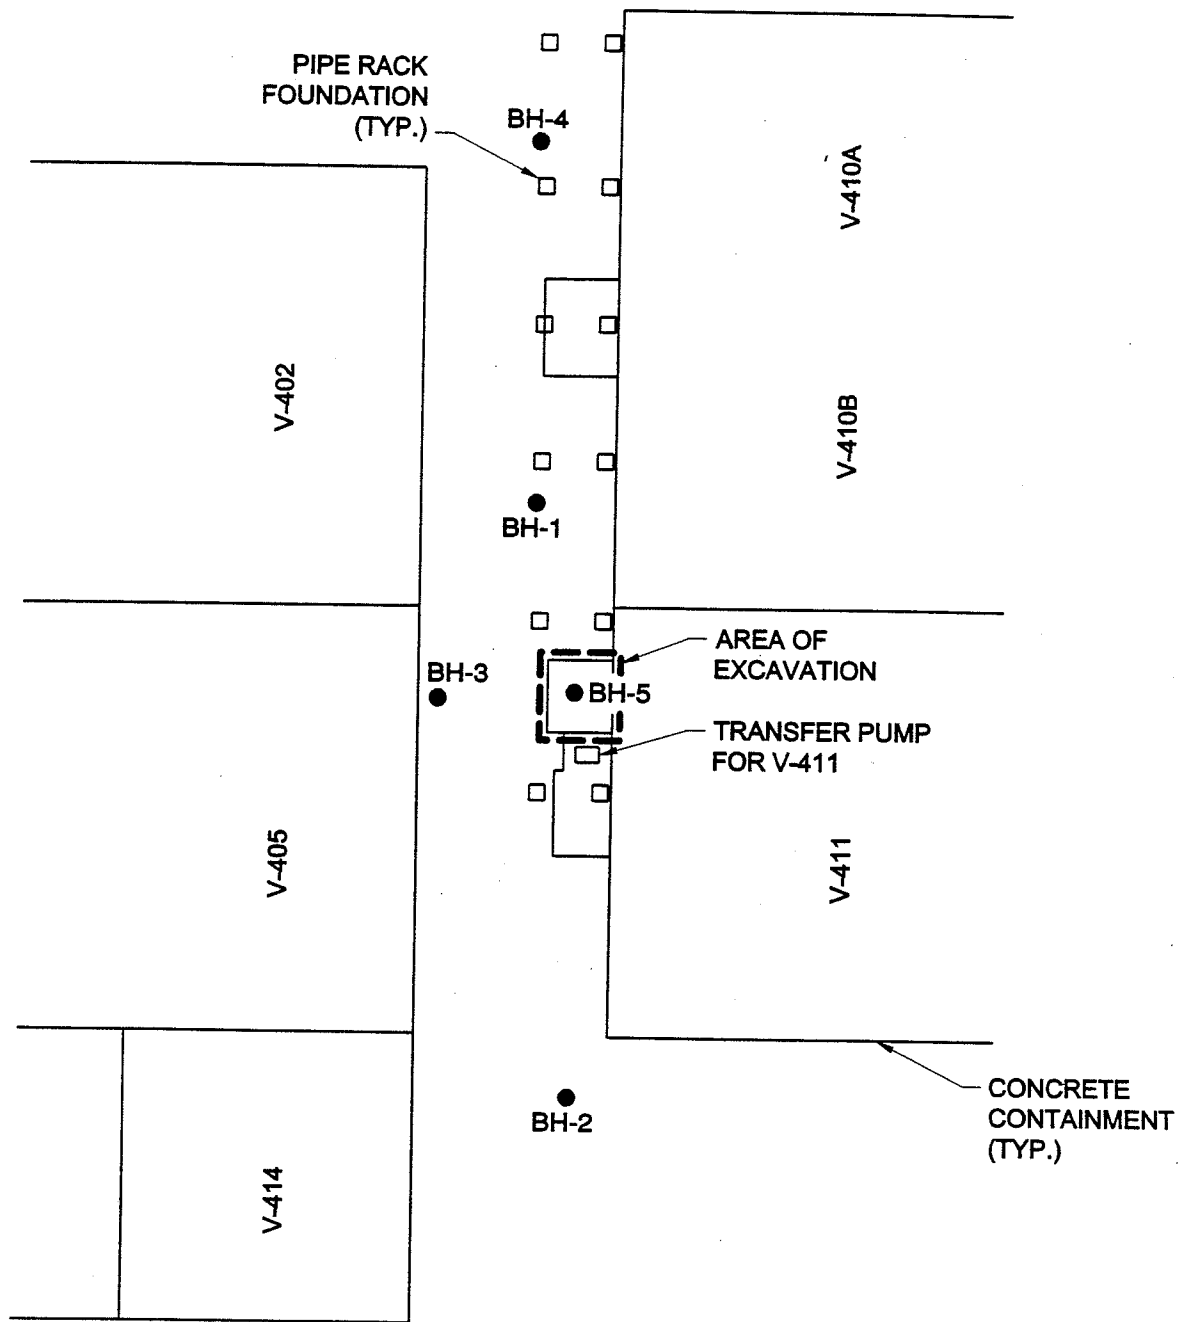 PIPE RACK
FOUNDATION
(TYP.)
BH-4
V-410A
V-402
V-410B
BH-1
AREA OF
EXCAVATION
BH-3
BH-5
TRANSFER PUMP
FOR V-411
V-405
V-411
CONCRETE
CONTAINMENT
(TYP.)
BH-2
V-414